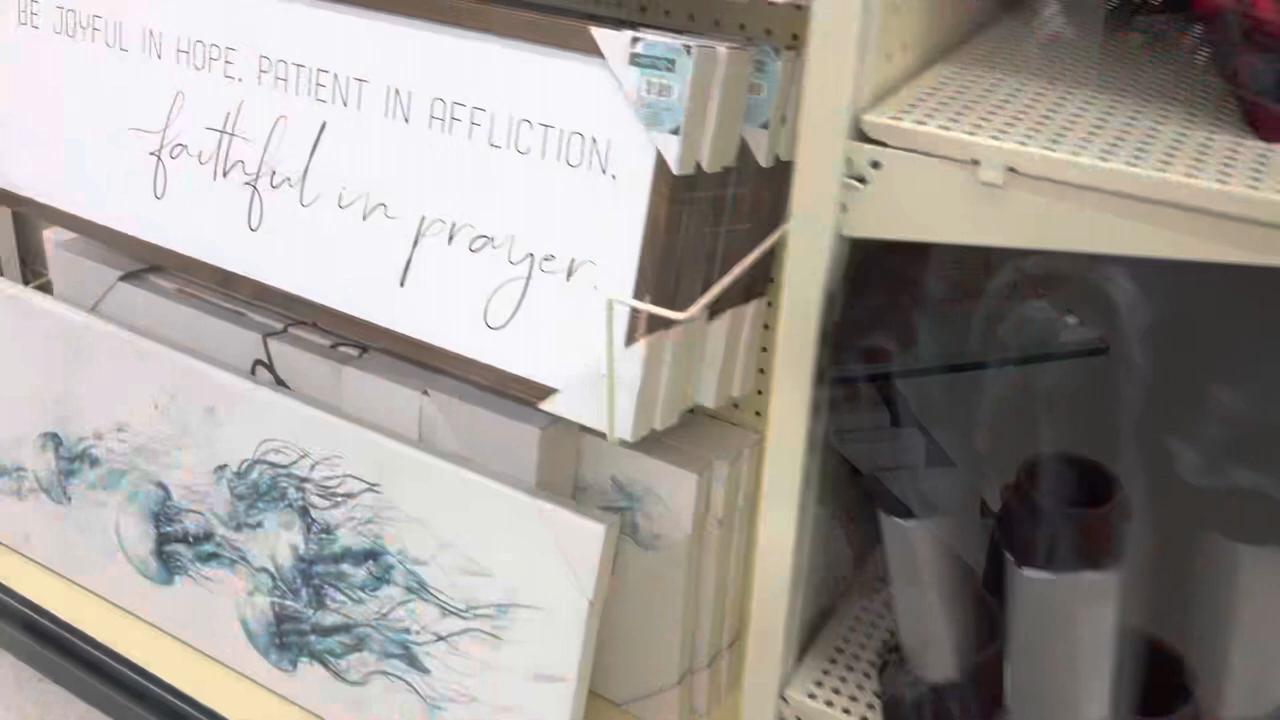 BE JOYFUL IN HOPE. PATIENT IN AFFLICTION.
faithful in prayer.